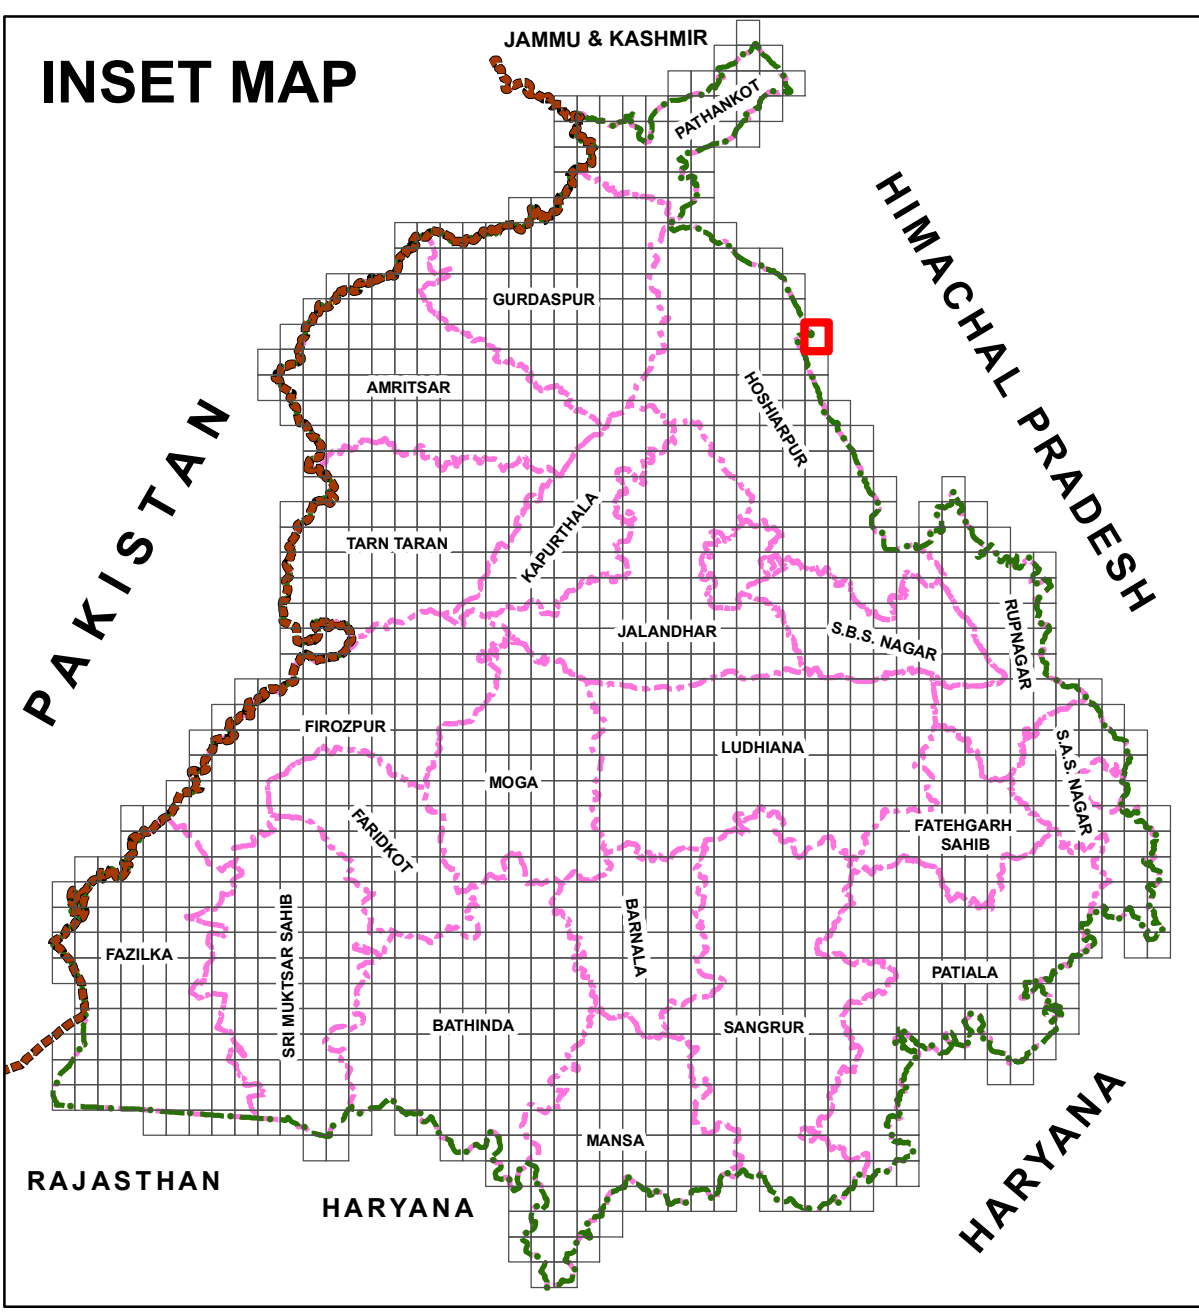 JAMMU & KASHMIR
INSET MAP
PATHANKOT
HIMACHAL PRADESH
GURDASPUR
AMRITSAR
HOSHIARPUR
PAKISTAN
KAPURTHALA
TARN TARAN
JALANDHAR
S.B.S. NAGAR
RUPNAGAR
FIROZPUR
LUDHIANA
S.A.S. NAGAR
MOGA
FARIDKOT
FATEHGARH
SAHIB
SRI MUKTSAR SAHIB
BARNALA
FAZILKA
PATIALA
BATHINDA
SANGRUR
MANSA
RAJASTHAN
HARYANA
HARYANA